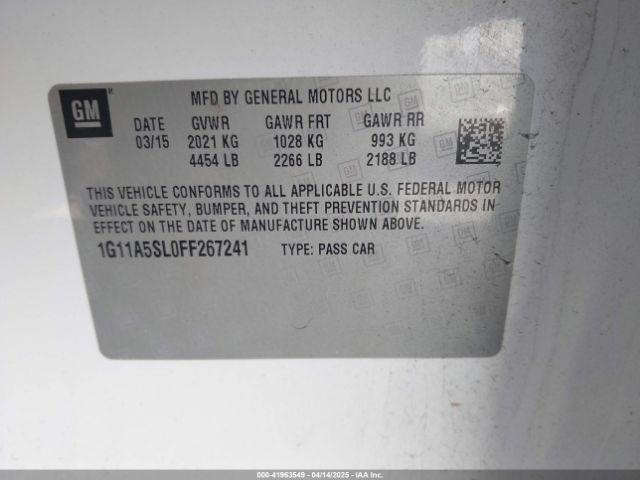 GM
MFD BY GENERAL MOTORS LLC
DATE GVWR GAWR FRT GAWR RR
03/15 2021 KG 1028 KG 993 KG
4454 LB 2266 LB 2188 LB
THIS VEHICLE CONFORMS TO ALL APPLICABLE U.S. FEDERAL MOTOR
VEHICLE SAFETY, BUMPER, AND THEFT PREVENTION STANDARDS IN
EFFECT ON THE DATE OF MANUFACTURE SHOWN ABOVE.
1G11A5SL0FF267241 TYPE: PASS CAR
000-41963549 04/14/2025 IAAI.COM